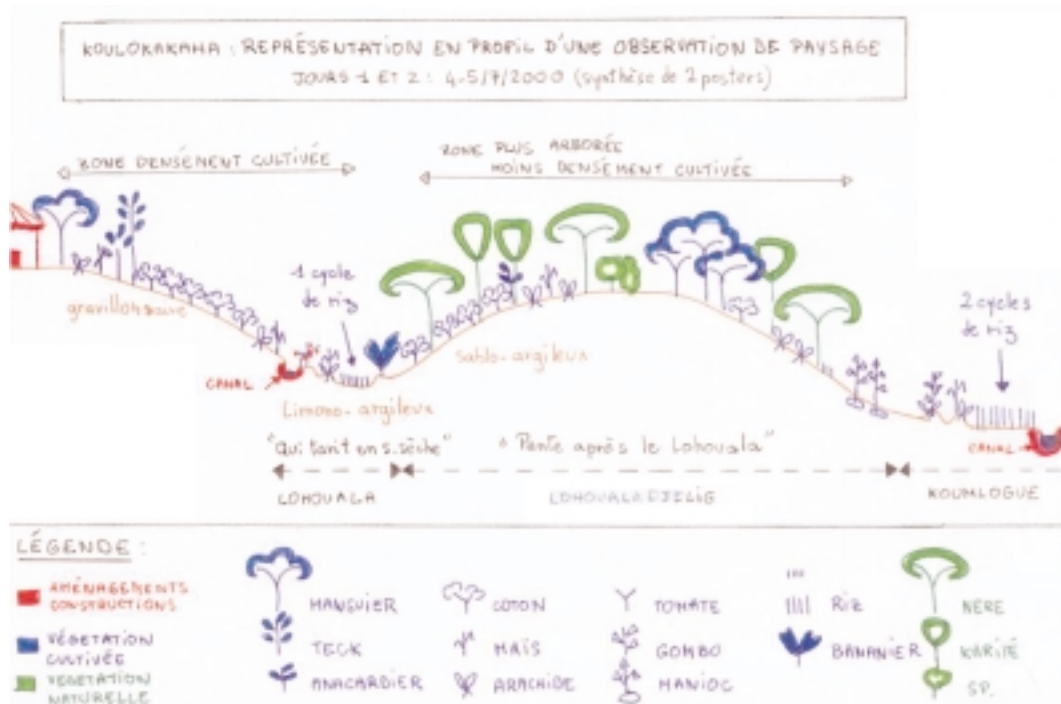 KOULOKAKAHA : REPRÉSENTATION EN PROFIL D'UNE OBSERVATION DE PAYSAGE
JOURS 1 ET 2 : 4-5/7/2000 (synthèse de 2 posters)
ZONE DENSÉMENT CULTIVÉE
ZONE PLUS ARBORÉE
MOINS DENSÉMENT CULTIVÉE
1 cycle
de riz
2 cycles
de riz
gravillonnaire
Sablo-argileux
CANAL
Limono-argileux
CANAL
"Qui tarit en s. sèche"
"Pente après le Lohouala"
LOHOUALA
LOHOUALADJELIG
KOUNLOGUE
LÉGENDE :
AMÉNAGEMENTS
CONSTRUCTIONS
VÉGÉTATION
CULTIVÉE
VÉGÉTATION
NATURELLE
MANGUIER
TECK
ANACARDIER
COTON
MAÏS
ARACHIDE
TOMATE
GOMBO
MANIOC
RIZ
BANANIER
NÉRÉ
KARITÉ
SP.